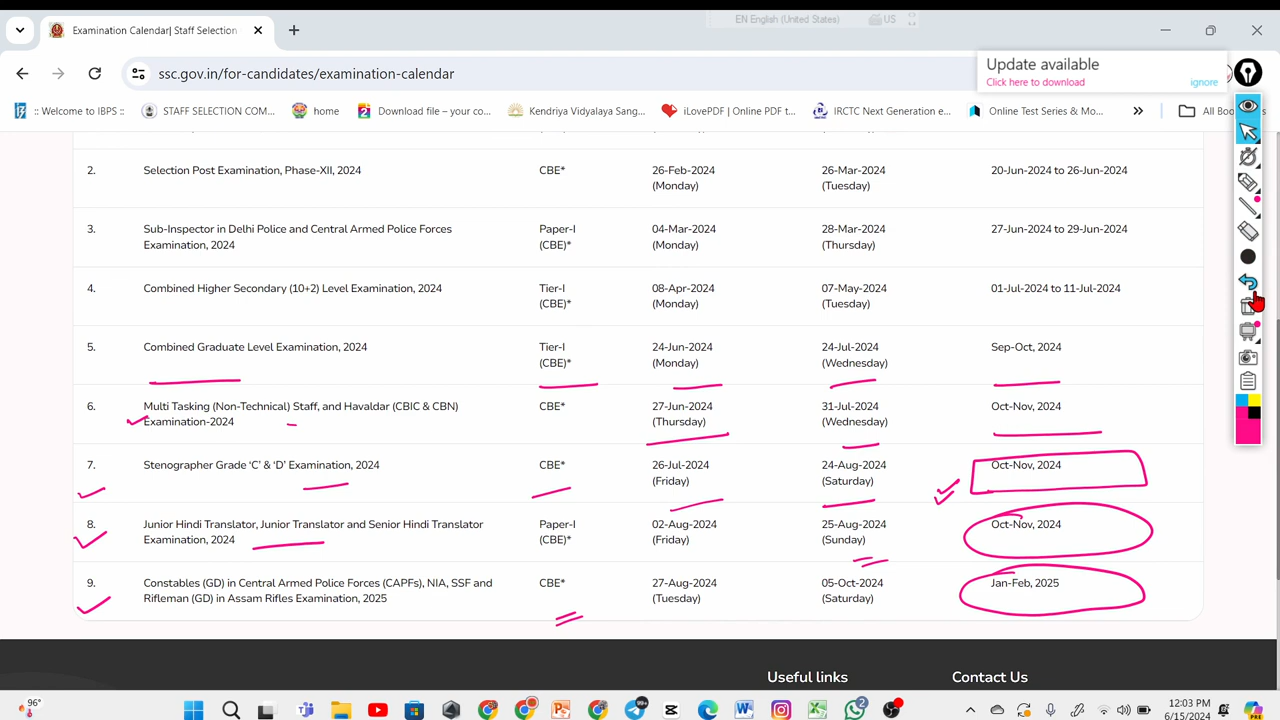 EN English (United States) US
Examination Calendar| Staff Selection
Update available
Click here to download ignore
ssc.gov.in/for-candidates/examination-calendar
:: Welcome to IBPS :: STAFF SELECTION COM... home Download file – your co... Kendriya Vidyalaya Sang... iLovePDF | Online PDF t... IRCTC Next Generation e... Online Test Series & Mo... » All Bo
2. Selection Post Examination, Phase-XII, 2024 CBE* 26-Feb-2024 26-Mar-2024 20-Jun-2024 to 26-Jun-2024
(Monday) (Tuesday)
3. Sub-Inspector in Delhi Police and Central Armed Police Forces Paper-I 04-Mar-2024 28-Mar-2024 27-Jun-2024 to 29-Jun-2024
Examination, 2024 (CBE)* (Monday) (Thursday)
4. Combined Higher Secondary (10+2) Level Examination, 2024 Tier-I 08-Apr-2024 07-May-2024 01-Jul-2024 to 11-Jul-2024
(CBE)* (Monday) (Tuesday)
5. Combined Graduate Level Examination, 2024 Tier-I 24-Jun-2024 24-Jul-2024 Sep-Oct, 2024
(CBE)* (Monday) (Wednesday)
6. Multi Tasking (Non-Technical) Staff, and Havaldar (CBIC & CBN) CBE* 27-Jun-2024 31-Jul-2024 Oct-Nov, 2024
Examination-2024 (Thursday) (Wednesday)
7. Stenographer Grade ‘C’ & ‘D’ Examination, 2024 CBE* 26-Jul-2024 24-Aug-2024 Oct-Nov, 2024
(Friday) (Saturday)
8. Junior Hindi Translator, Junior Translator and Senior Hindi Translator Paper-I 02-Aug-2024 25-Aug-2024 Oct-Nov, 2024
Examination, 2024 (CBE)* (Friday) (Sunday)
9. Constables (GD) in Central Armed Police Forces (CAPFs), NIA, SSF and CBE* 27-Aug-2024 05-Oct-2024 Jan-Feb, 2025
Rifleman (GD) in Assam Rifles Examination, 2025 (Tuesday) (Saturday)
Useful links Contact Us
96° 99+ 2 12:03 PM
6/15/2024 PRE